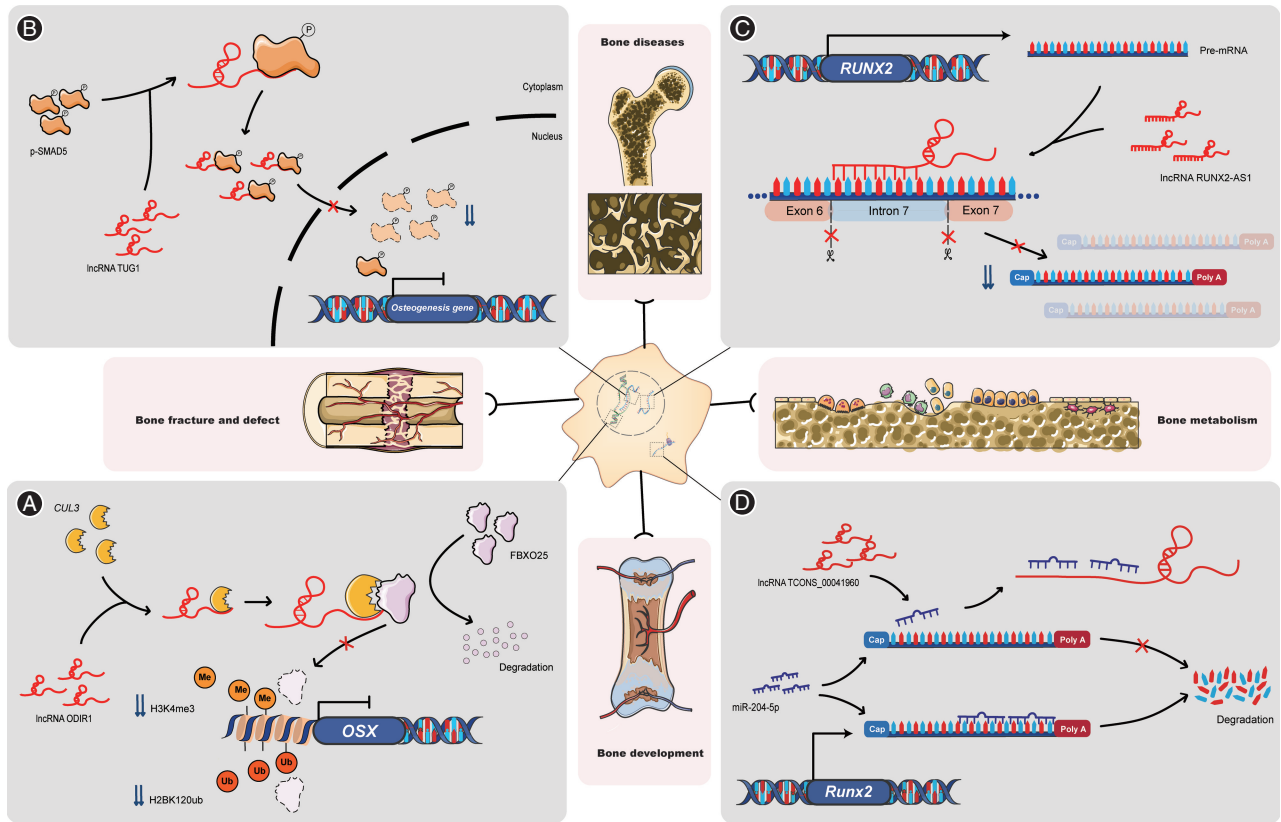 B
P
Cytoplasm
Nucleus
P
P
P
p-SMAD5
P
P
P
lncRNA TUG1
P
P
P
P
P
Osteogenesis gene
Bone diseases
C
RUNX2
Pre-mRNA
lncRNA RUNX2-AS1
Exon 6
Intron 7
Exon 7
Cap
Poly A
Cap
Poly A
Cap
Poly A
Bone fracture and defect
Bone metabolism
A
CUL3
FBXO25
lncRNA ODIR1
Degradation
Me
Me
Me
H3K4me3
OSX
Ub
Ub
Ub
H2BK120ub
Bone development
D
lncRNA TCONS_00041960
Cap
Poly A
miR-204-5p
Degradation
Cap
Poly A
Runx2